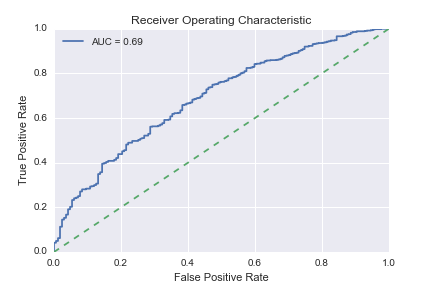 Receiver Operating Characteristic
1.0
AUC = 0.69
0.8
0.6
0.4
0.2
0.0
True Positive Rate
0.0 0.2 0.4 0.6 0.8 1.0
False Positive Rate